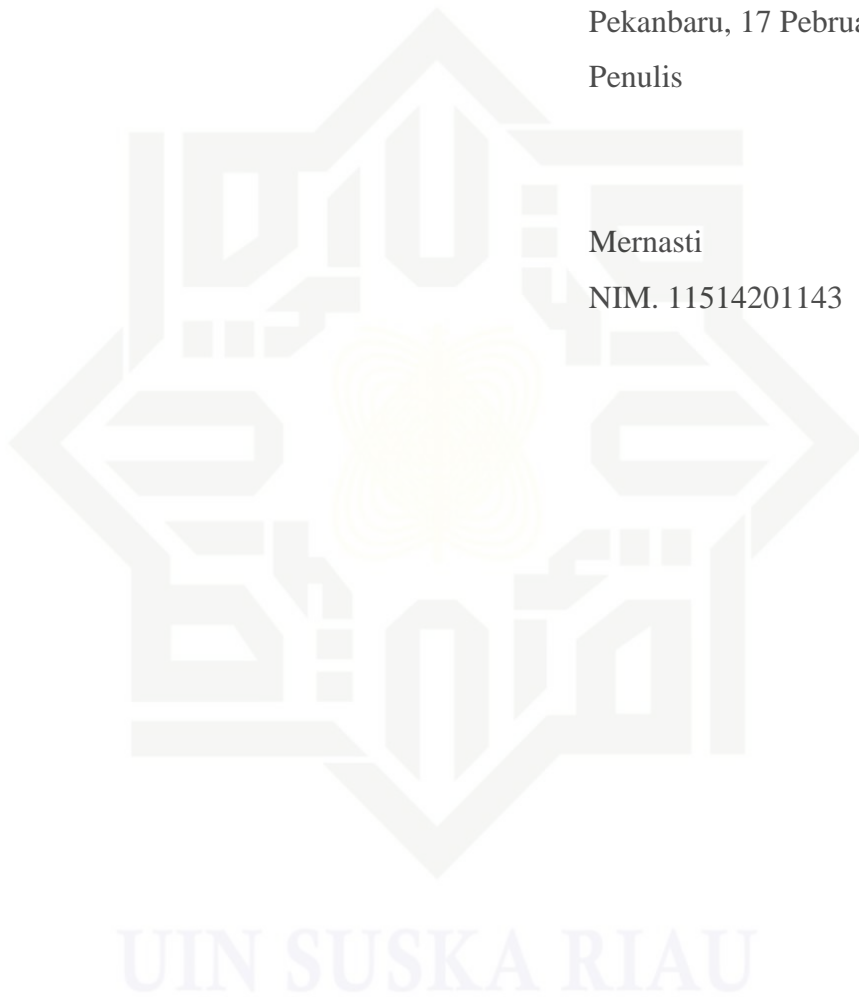 Pekanbaru, 17 Pebrua
Penulis
Mernasti
NIM. 11514201143
UIN SUSKA RIAU